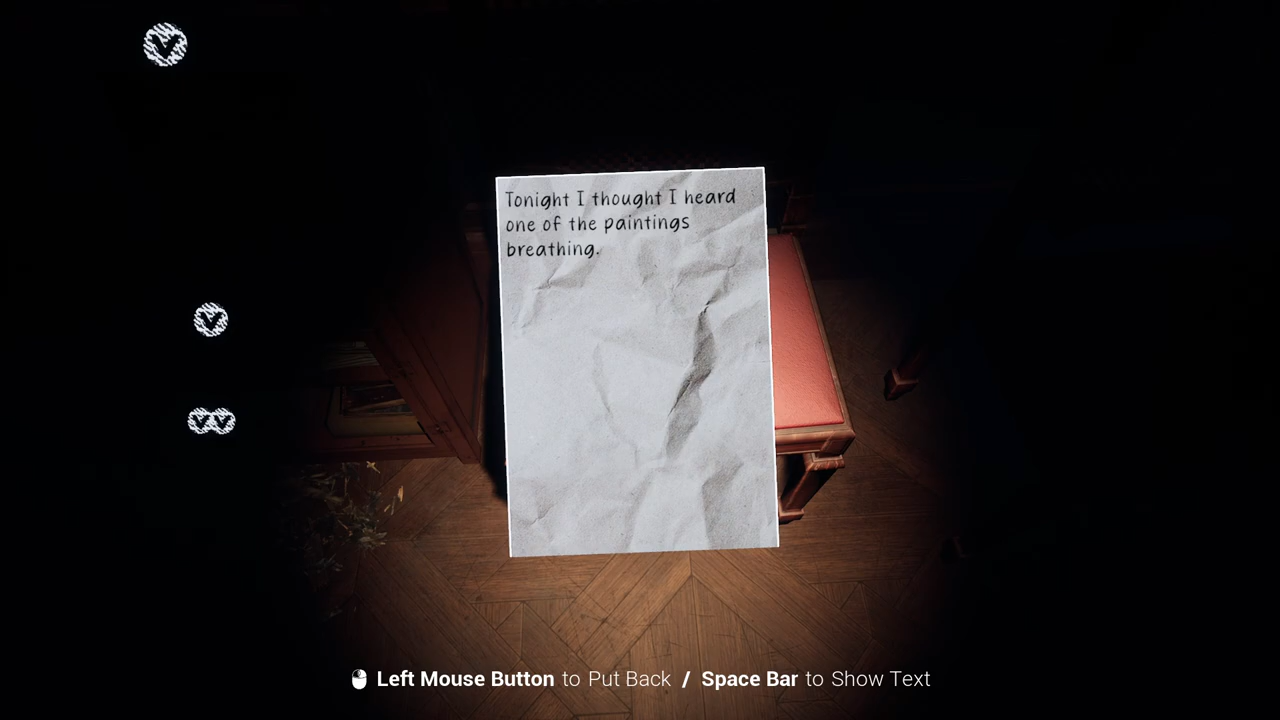 Tonight I thought I heard
one of the paintings
breathing.
Left Mouse Button to Put Back / Space Bar to Show Text